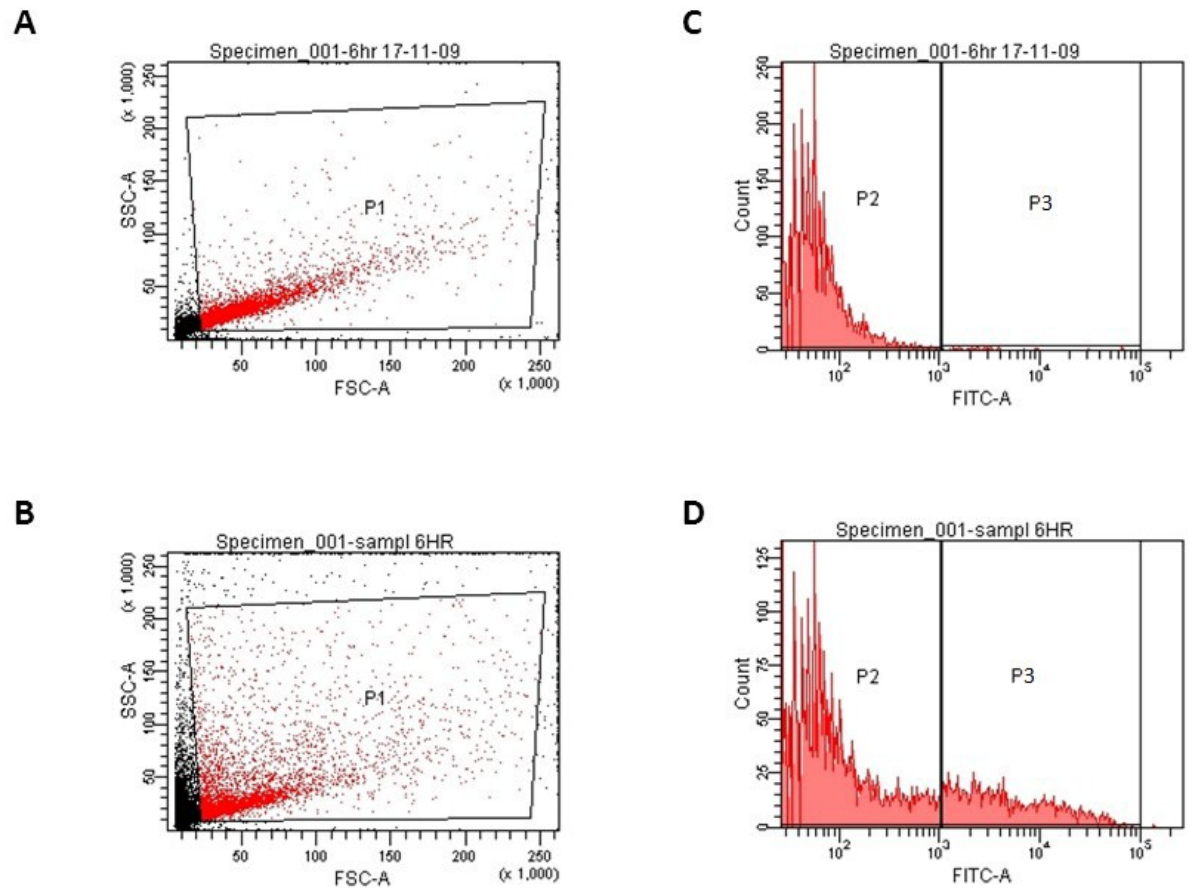 A
Specimen_001-6hr 17-11-09
(x 1,000)
250
200
150
100
50
SSC-A
P1
50 100 150 200 250
FSC-A
(x 1,000)
C
Specimen_001-6hr 17-11-09
250
200
150
100
50
0
Count
P2
P3
10² 10³ 10⁴ 10⁵
FITC-A
B
Specimen_001-sampl 6HR
(x 1,000)
250
200
150
100
50
SSC-A
P1
50 100 150 200 250
FSC-A
(x 1,000)
D
Specimen_001-sampl 6HR
125
100
75
50
25
0
Count
P2
P3
10² 10³ 10⁴ 10⁵
FITC-A